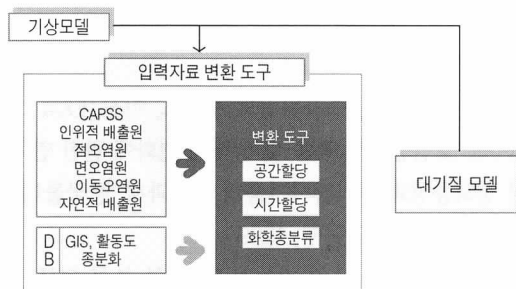 기상모델
입력자료 변환 도구
CAPSS
인위적 배출원
점오염원
면오염원
이동오염원
자연적 배출원
D B
GIS, 활동도
종분화
변환 도구
공간할당
시간할당
화학종분류
대기질 모델